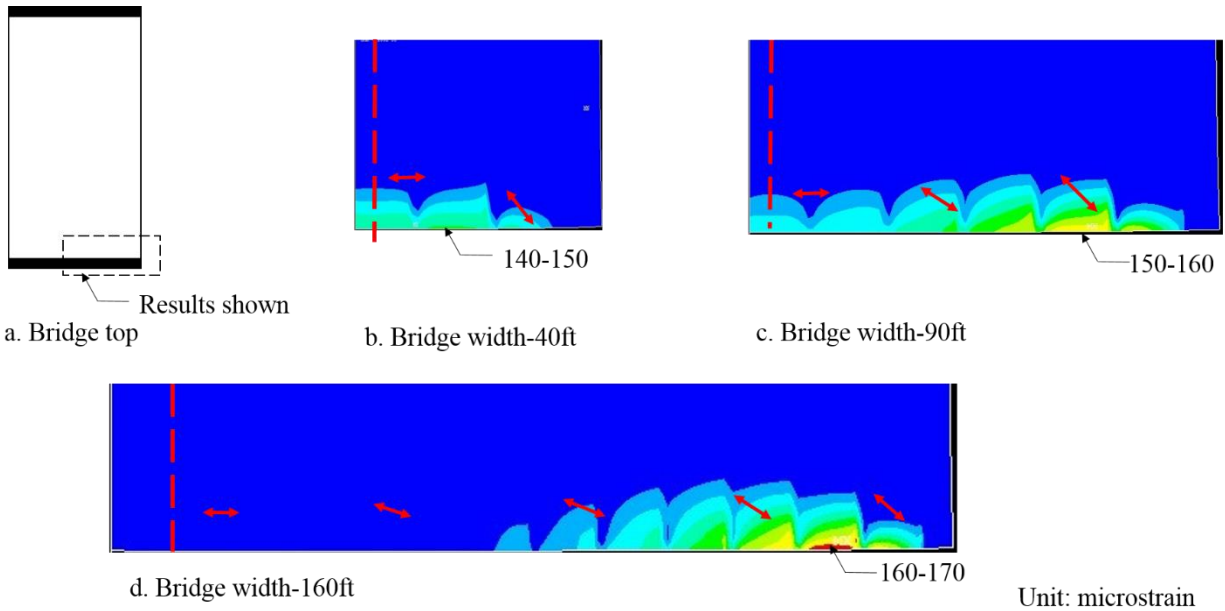 140-150
150-160
Results shown
a. Bridge top
b. Bridge width-40ft
c. Bridge width-90ft
160-170
d. Bridge width-160ft
Unit: microstrain